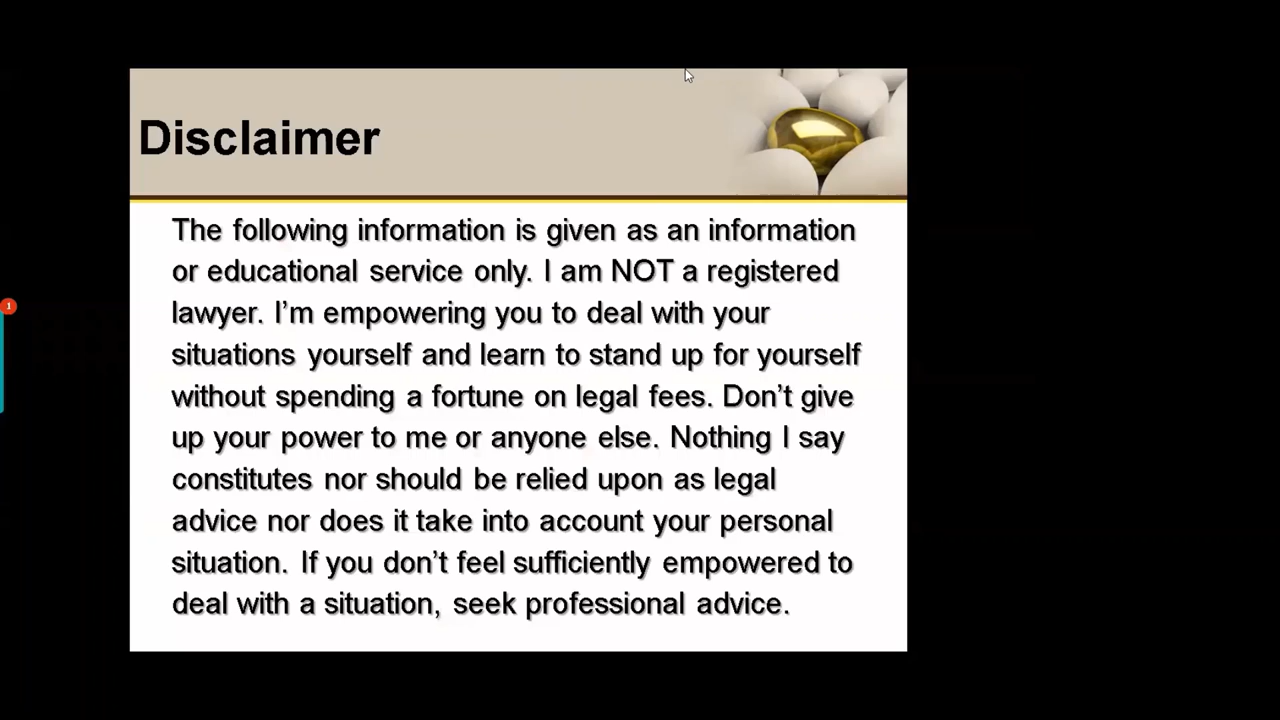 Disclaimer
The following information is given as an information
or educational service only. I am NOT a registered
lawyer. I’m empowering you to deal with your
situations yourself and learn to stand up for yourself
without spending a fortune on legal fees. Don’t give
up your power to me or anyone else. Nothing I say
constitutes nor should be relied upon as legal
advice nor does it take into account your personal
situation. If you don’t feel sufficiently empowered to
deal with a situation, seek professional advice.
1